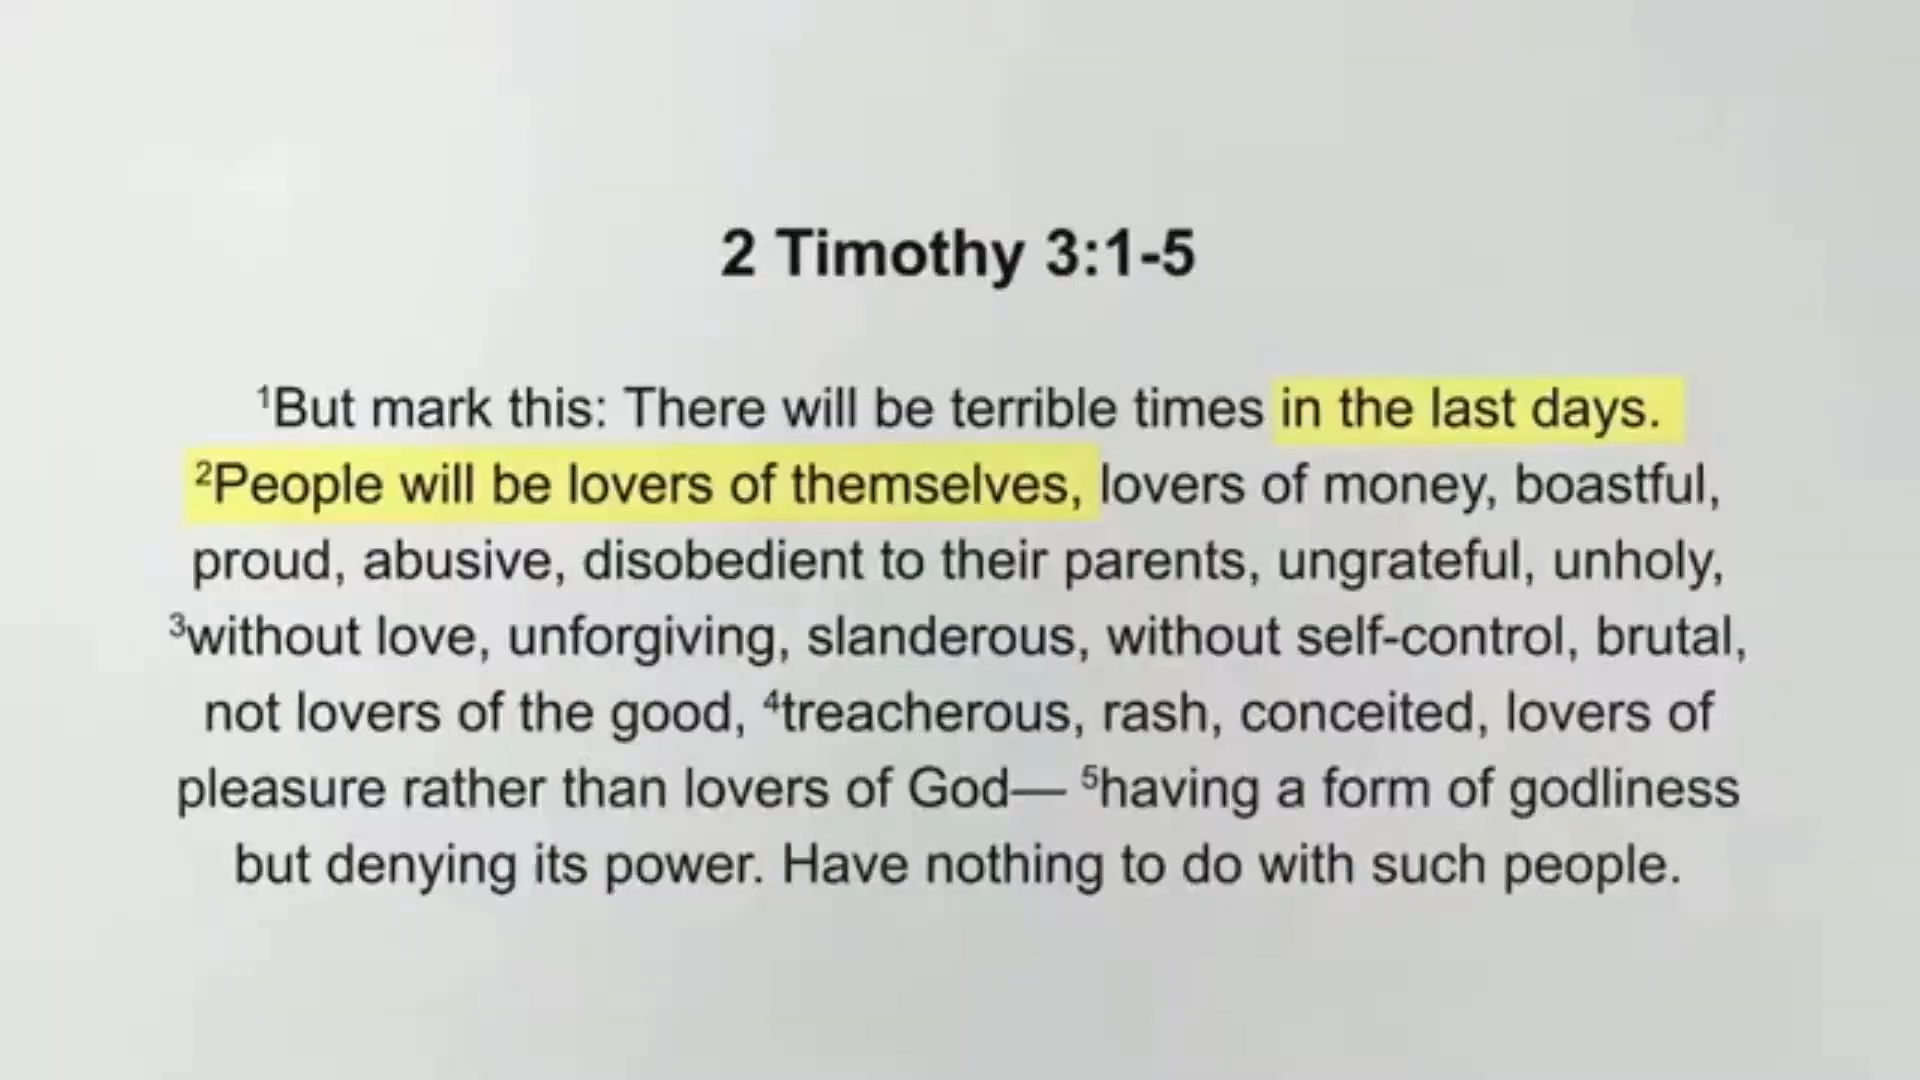 2 Timothy 3:1-5
¹But mark this: There will be terrible times in the last days.
²People will be lovers of themselves, lovers of money, boastful,
proud, abusive, disobedient to their parents, ungrateful, unholy,
³without love, unforgiving, slanderous, without self-control, brutal,
not lovers of the good, ⁴treacherous, rash, conceited, lovers of
pleasure rather than lovers of God— ⁵having a form of godliness
but denying its power. Have nothing to do with such people.